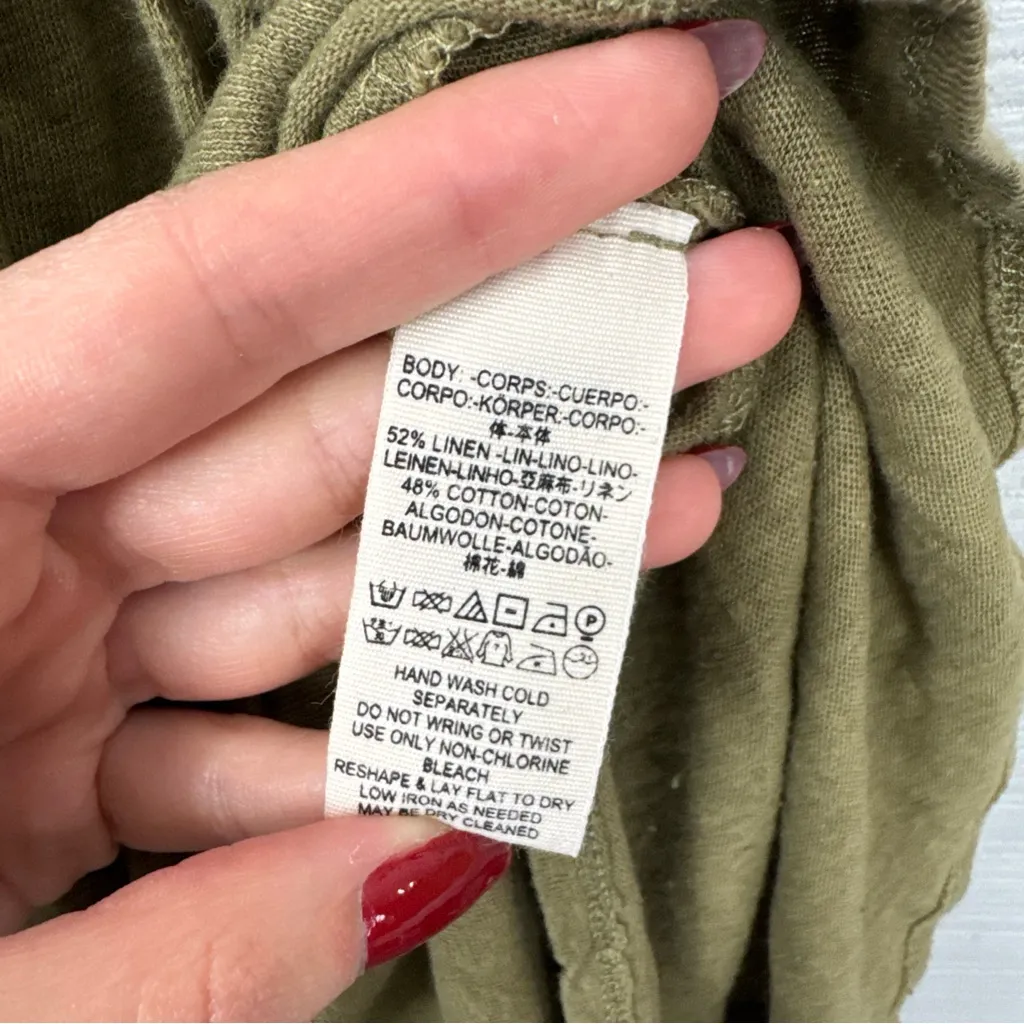 BODY: -CORPS:-CUERPO:-
CORPO:-KÖRPER:-CORPO:-
体-本体
52% LINEN -LIN-LINO-LINO-
LEINEN-LINHO-亞麻布-リネン
48% COTTON-COTON-
ALGODON-COTONE-
BAUMWOLLE-ALGODÃO-
棉花-綿
P
HAND WASH COLD
SEPARATELY
DO NOT WRING OR TWIST
USE ONLY NON-CHLORINE
BLEACH
RESHAPE & LAY FLAT TO DRY
LOW IRON AS NEEDED
MAY BE DRY CLEANED